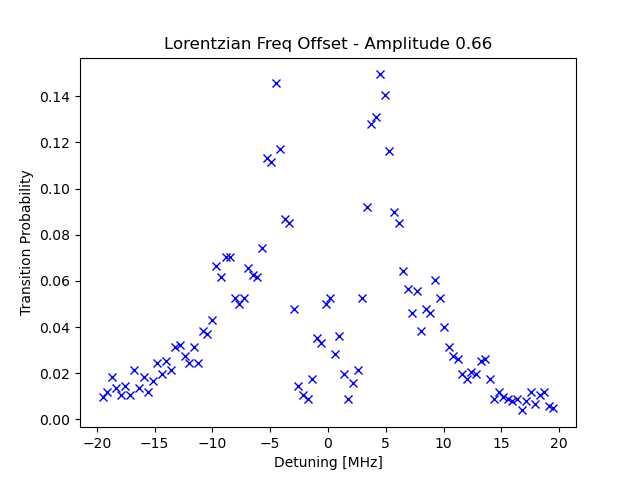 Lorentzian Freq Offset - Amplitude 0.66
Transition Probability
0.14
0.12
0.10
0.08
0.06
0.04
0.02
0.00
−20 −15 −10 −5 0 5 10 15 20
Detuning [MHz]